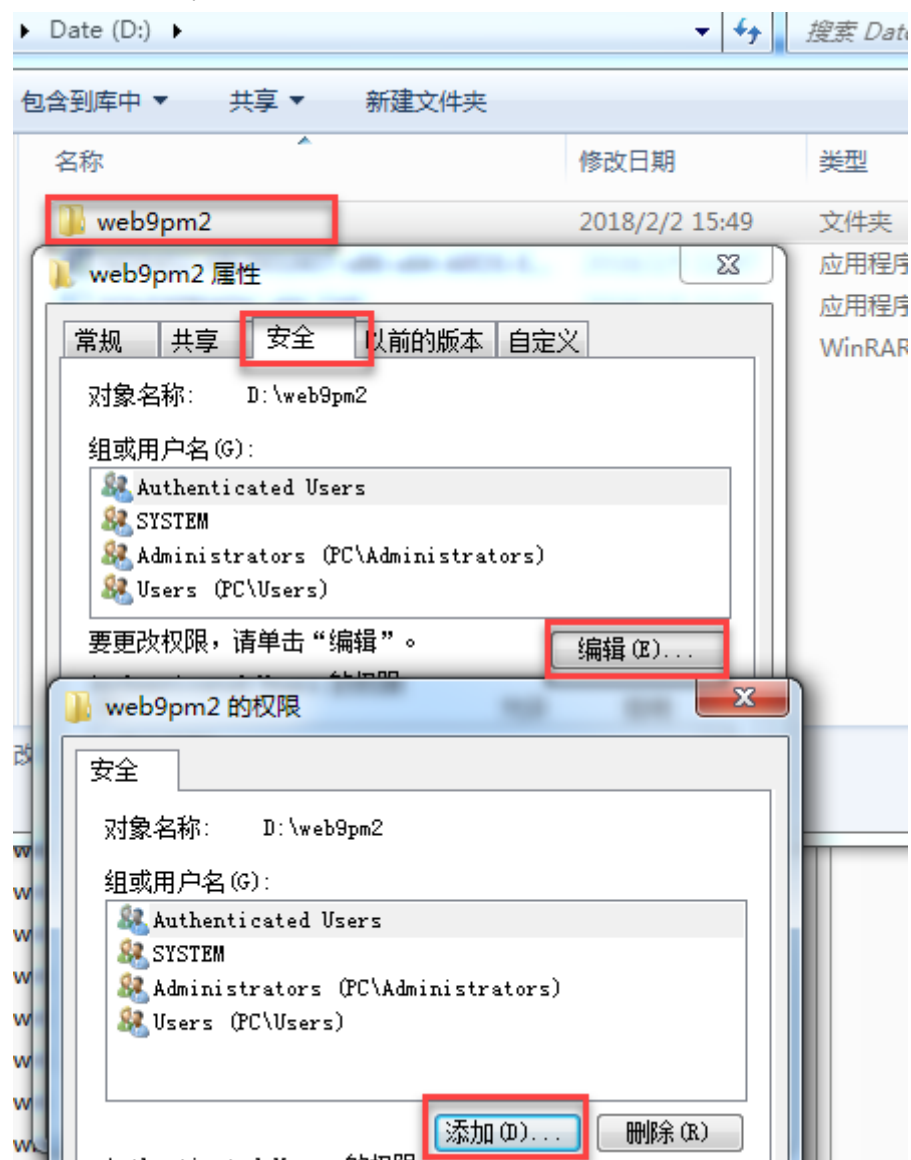 Date (D:) 搜索 Date
包含到库中 共享 新建文件夹
名称 修改日期 类型
web9pm2 2018/2/2 15:49 文件夹
web9pm2 属性
应用程序
应用程序
WinRAR
常规 共享 安全 以前的版本 自定义
对象名称: D:\web9pm2
组或用户名(G):
Authenticated Users
SYSTEM
Administrators (PC\Administrators)
Users (PC\Users)
要更改权限，请单击“编辑”。 编辑(E)...
web9pm2 的权限
安全
对象名称: D:\web9pm2
组或用户名(G):
Authenticated Users
SYSTEM
Administrators (PC\Administrators)
Users (PC\Users)
添加(D)... 删除(R)